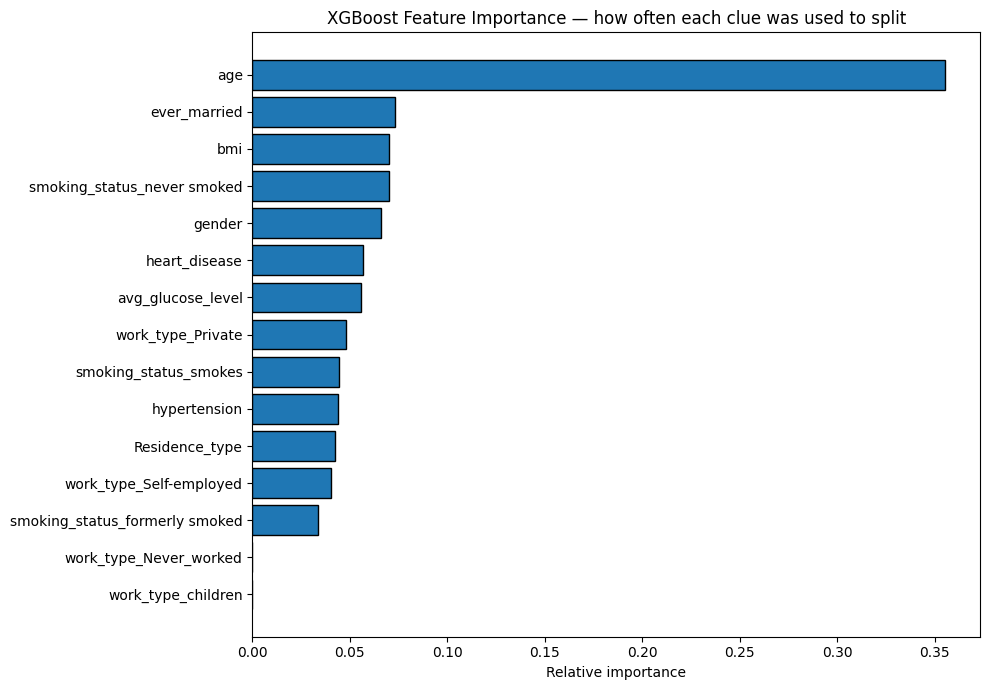 XGBoost Feature Importance — how often each clue was used to split
age
ever_married
bmi
smoking_status_never smoked
gender
heart_disease
avg_glucose_level
work_type_Private
smoking_status_smokes
hypertension
Residence_type
work_type_Self-employed
smoking_status_formerly smoked
work_type_Never_worked
work_type_children
0.00 0.05 0.10 0.15 0.20 0.25 0.30 0.35
Relative importance